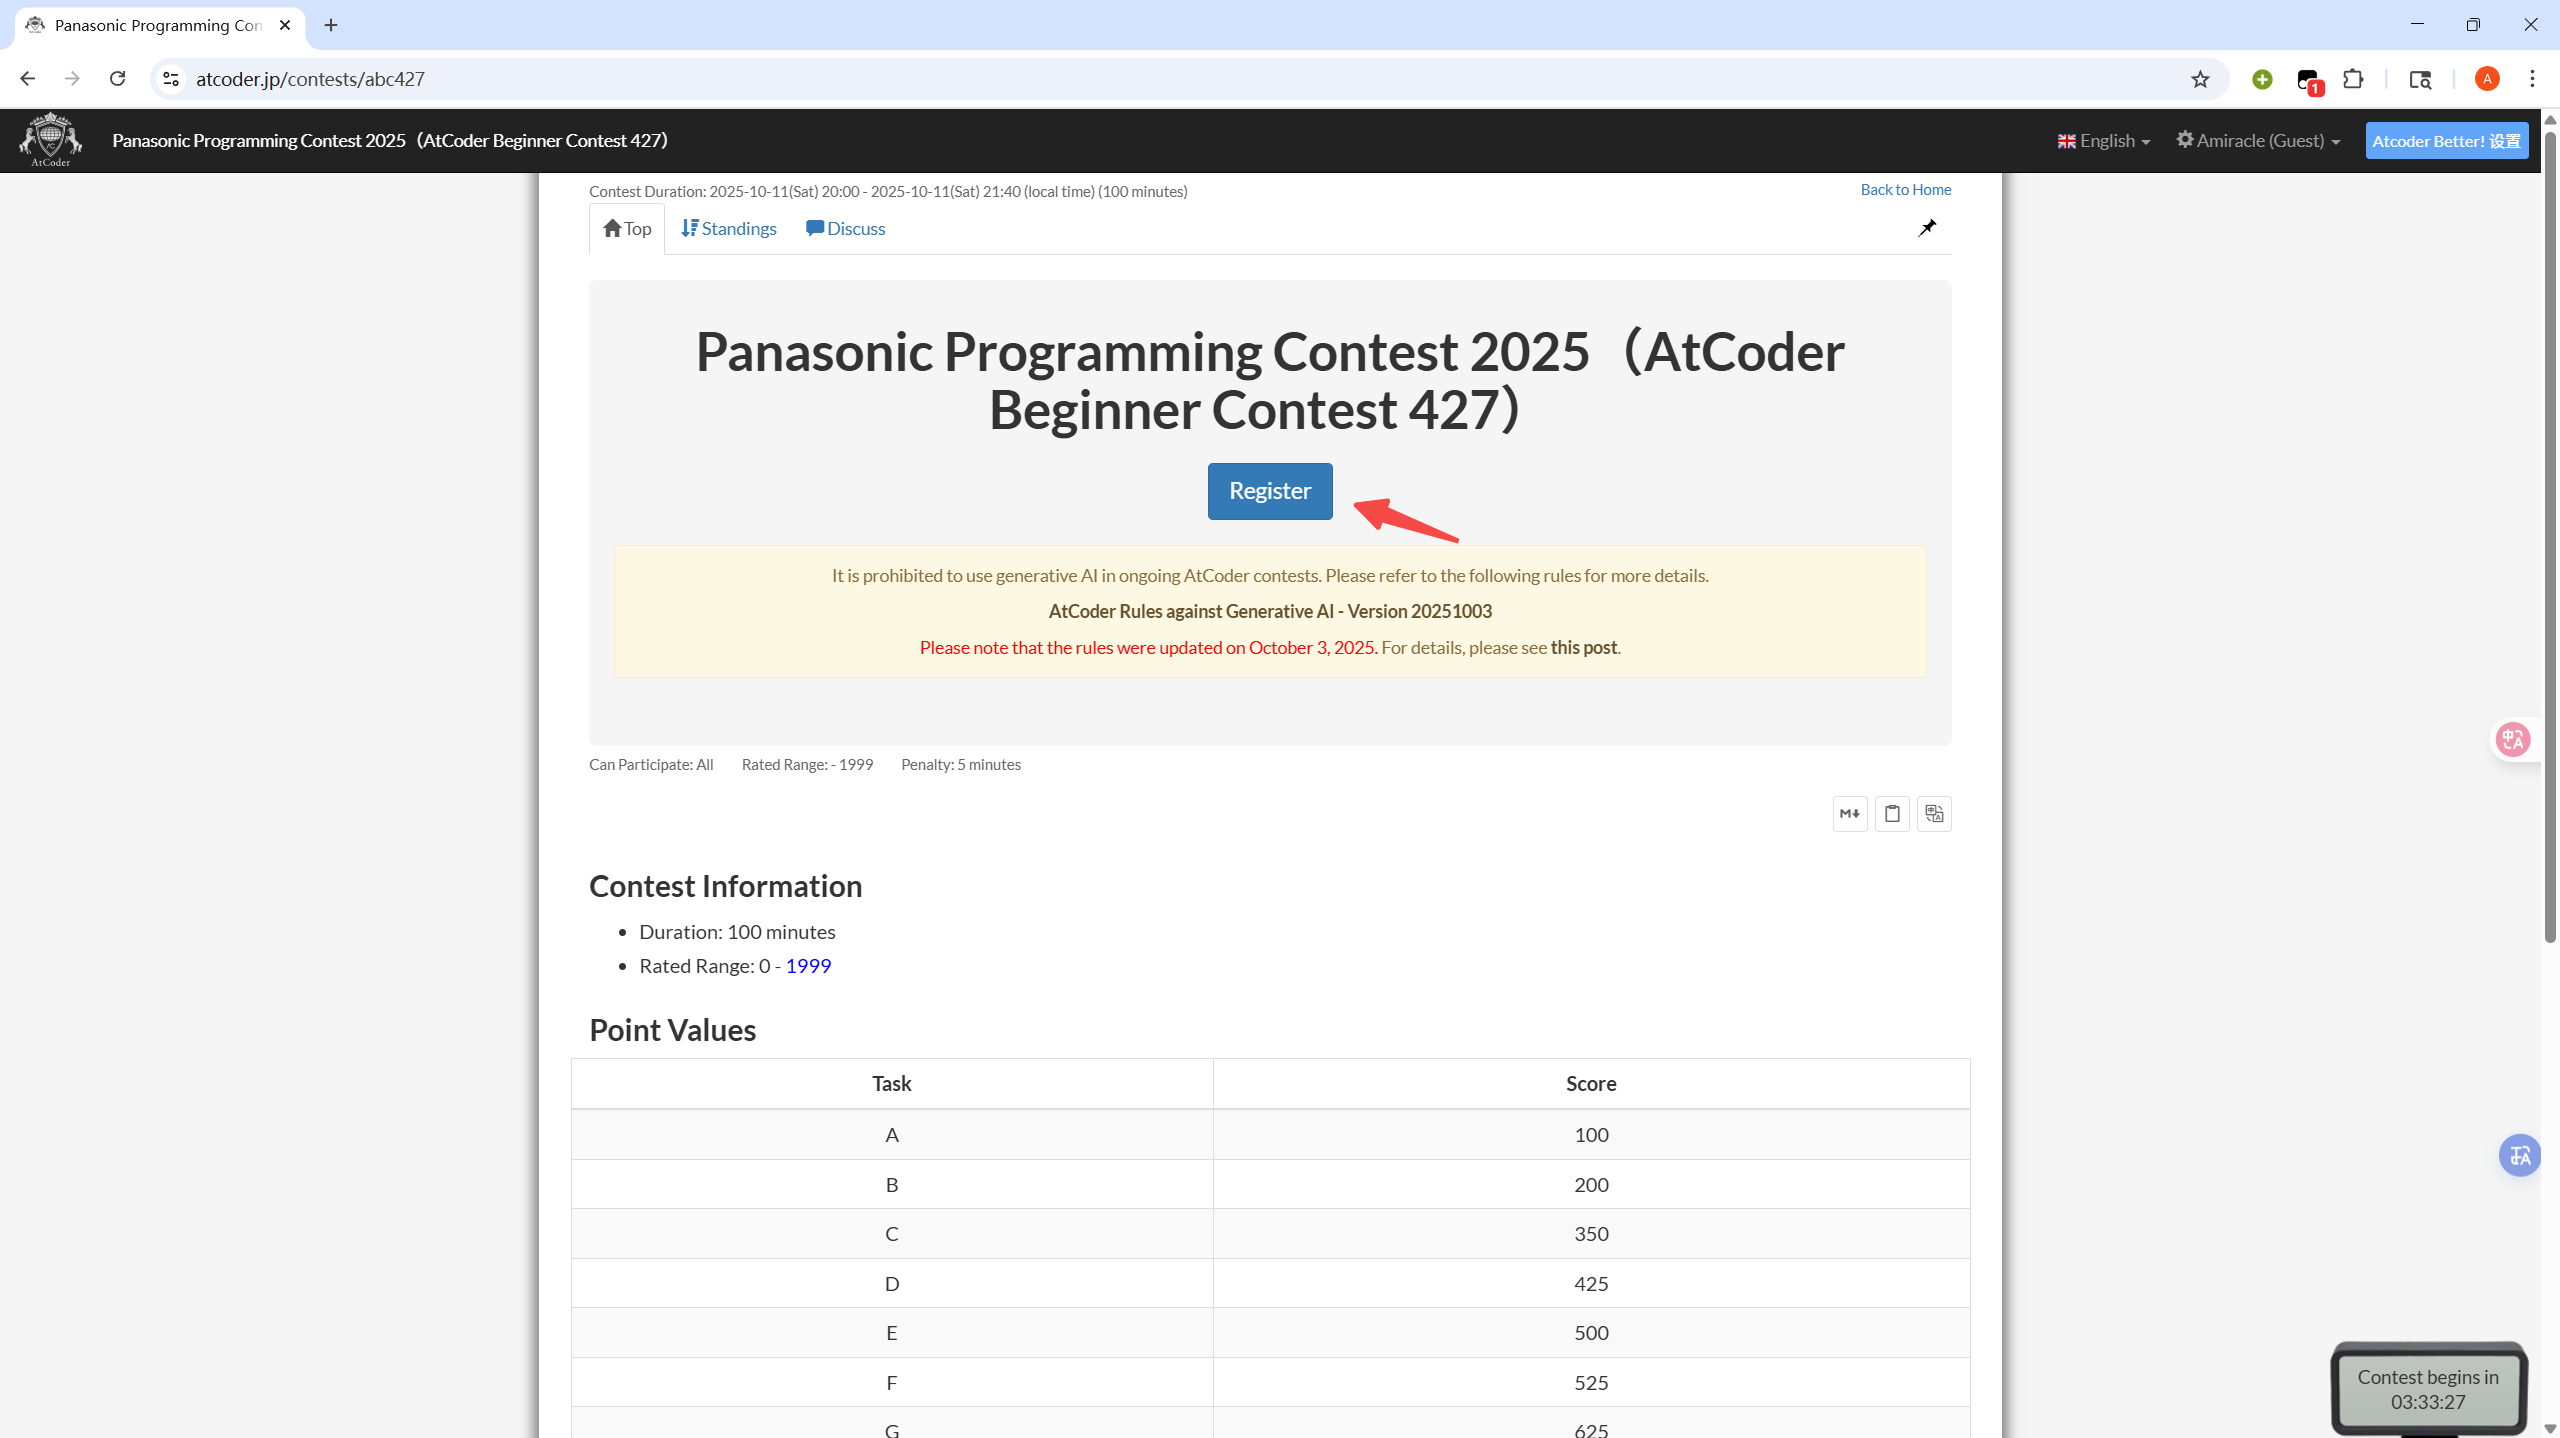 Panasonic Programming Con
atcoder.jp/contests/abc427
1
A
AtCoder
Panasonic Programming Contest 2025（AtCoder Beginner Contest 427）
English
Amiracle (Guest)
Atcoder Better! 设置
Contest Duration: 2025-10-11(Sat) 20:00 - 2025-10-11(Sat) 21:40 (local time) (100 minutes)
Back to Home
Top
Standings
Discuss
Panasonic Programming Contest 2025（AtCoder
Beginner Contest 427）
Register
It is prohibited to use generative AI in ongoing AtCoder contests. Please refer to the following rules for more details.
AtCoder Rules against Generative AI - Version 20251003
Please note that the rules were updated on October 3, 2025. For details, please see this post.
Can Participate: All
Rated Range: - 1999
Penalty: 5 minutes
M
中A
Contest Information
Duration: 100 minutes
Rated Range: 0 - 1999
Point Values
Task Score
A 100
B 200
C 350
D 425
E 500
F 525
G 625
Contest begins in
03:33:27